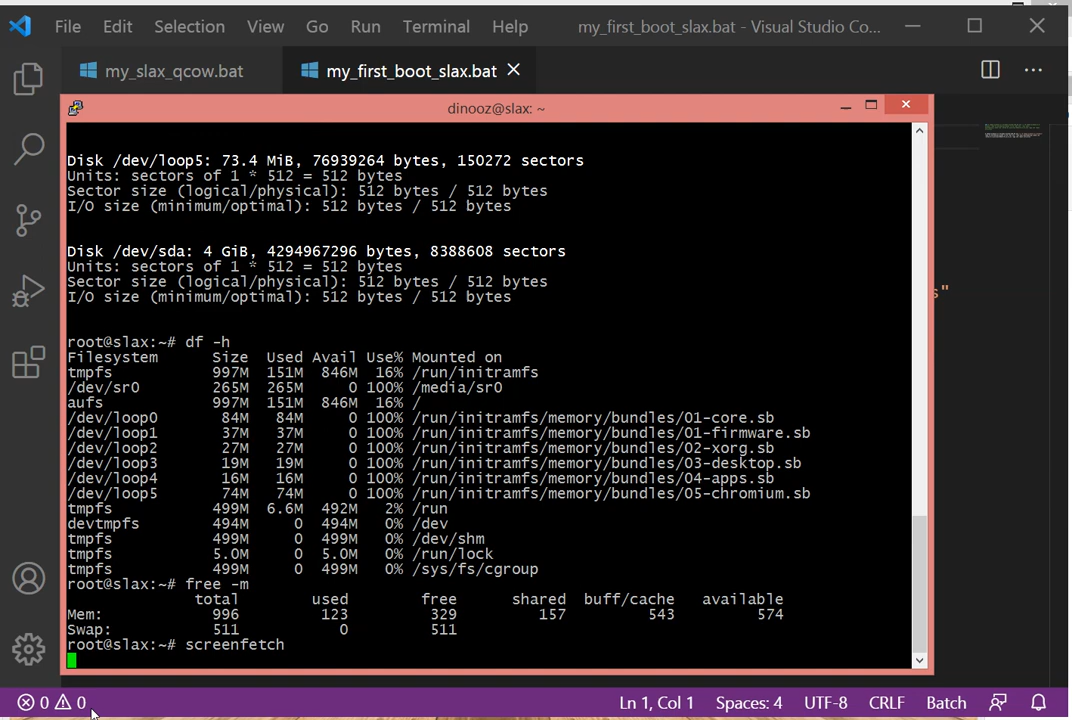 File Edit Selection View Go Run Terminal Help my_first_boot_slax.bat - Visual Studio Co...
my_slax_qcow.bat my_first_boot_slax.bat
dinooz@slax: ~
Disk /dev/loop5: 73.4 MiB, 76939264 bytes, 150272 sectors
Units: sectors of 1 * 512 = 512 bytes
Sector size (logical/physical): 512 bytes / 512 bytes
I/O size (minimum/optimal): 512 bytes / 512 bytes
Disk /dev/sda: 4 GiB, 4294967296 bytes, 8388608 sectors
Units: sectors of 1 * 512 = 512 bytes
Sector size (logical/physical): 512 bytes / 512 bytes
I/O size (minimum/optimal): 512 bytes / 512 bytes
s"
root@slax:~# df -h
Filesystem Size Used Avail Use% Mounted on
tmpfs 997M 151M 846M 16% /run/initramfs
/dev/sr0 265M 265M 0 100% /media/sr0
aufs 997M 151M 846M 16% /
/dev/loop0 84M 84M 0 100% /run/initramfs/memory/bundles/01-core.sb
/dev/loop1 37M 37M 0 100% /run/initramfs/memory/bundles/01-firmware.sb
/dev/loop2 27M 27M 0 100% /run/initramfs/memory/bundles/02-xorg.sb
/dev/loop3 19M 19M 0 100% /run/initramfs/memory/bundles/03-desktop.sb
/dev/loop4 16M 16M 0 100% /run/initramfs/memory/bundles/04-apps.sb
/dev/loop5 74M 74M 0 100% /run/initramfs/memory/bundles/05-chromium.sb
tmpfs 499M 6.6M 492M 2% /run
devtmpfs 494M 0 494M 0% /dev
tmpfs 499M 0 499M 0% /dev/shm
tmpfs 5.0M 0 5.0M 0% /run/lock
tmpfs 499M 0 499M 0% /sys/fs/cgroup
root@slax:~# free -m
total used free shared buff/cache available
Mem: 996 123 329 157 543 574
Swap: 511 0 511
root@slax:~# screenfetch
0 0 Ln 1, Col 1 Spaces: 4 UTF-8 CRLF Batch